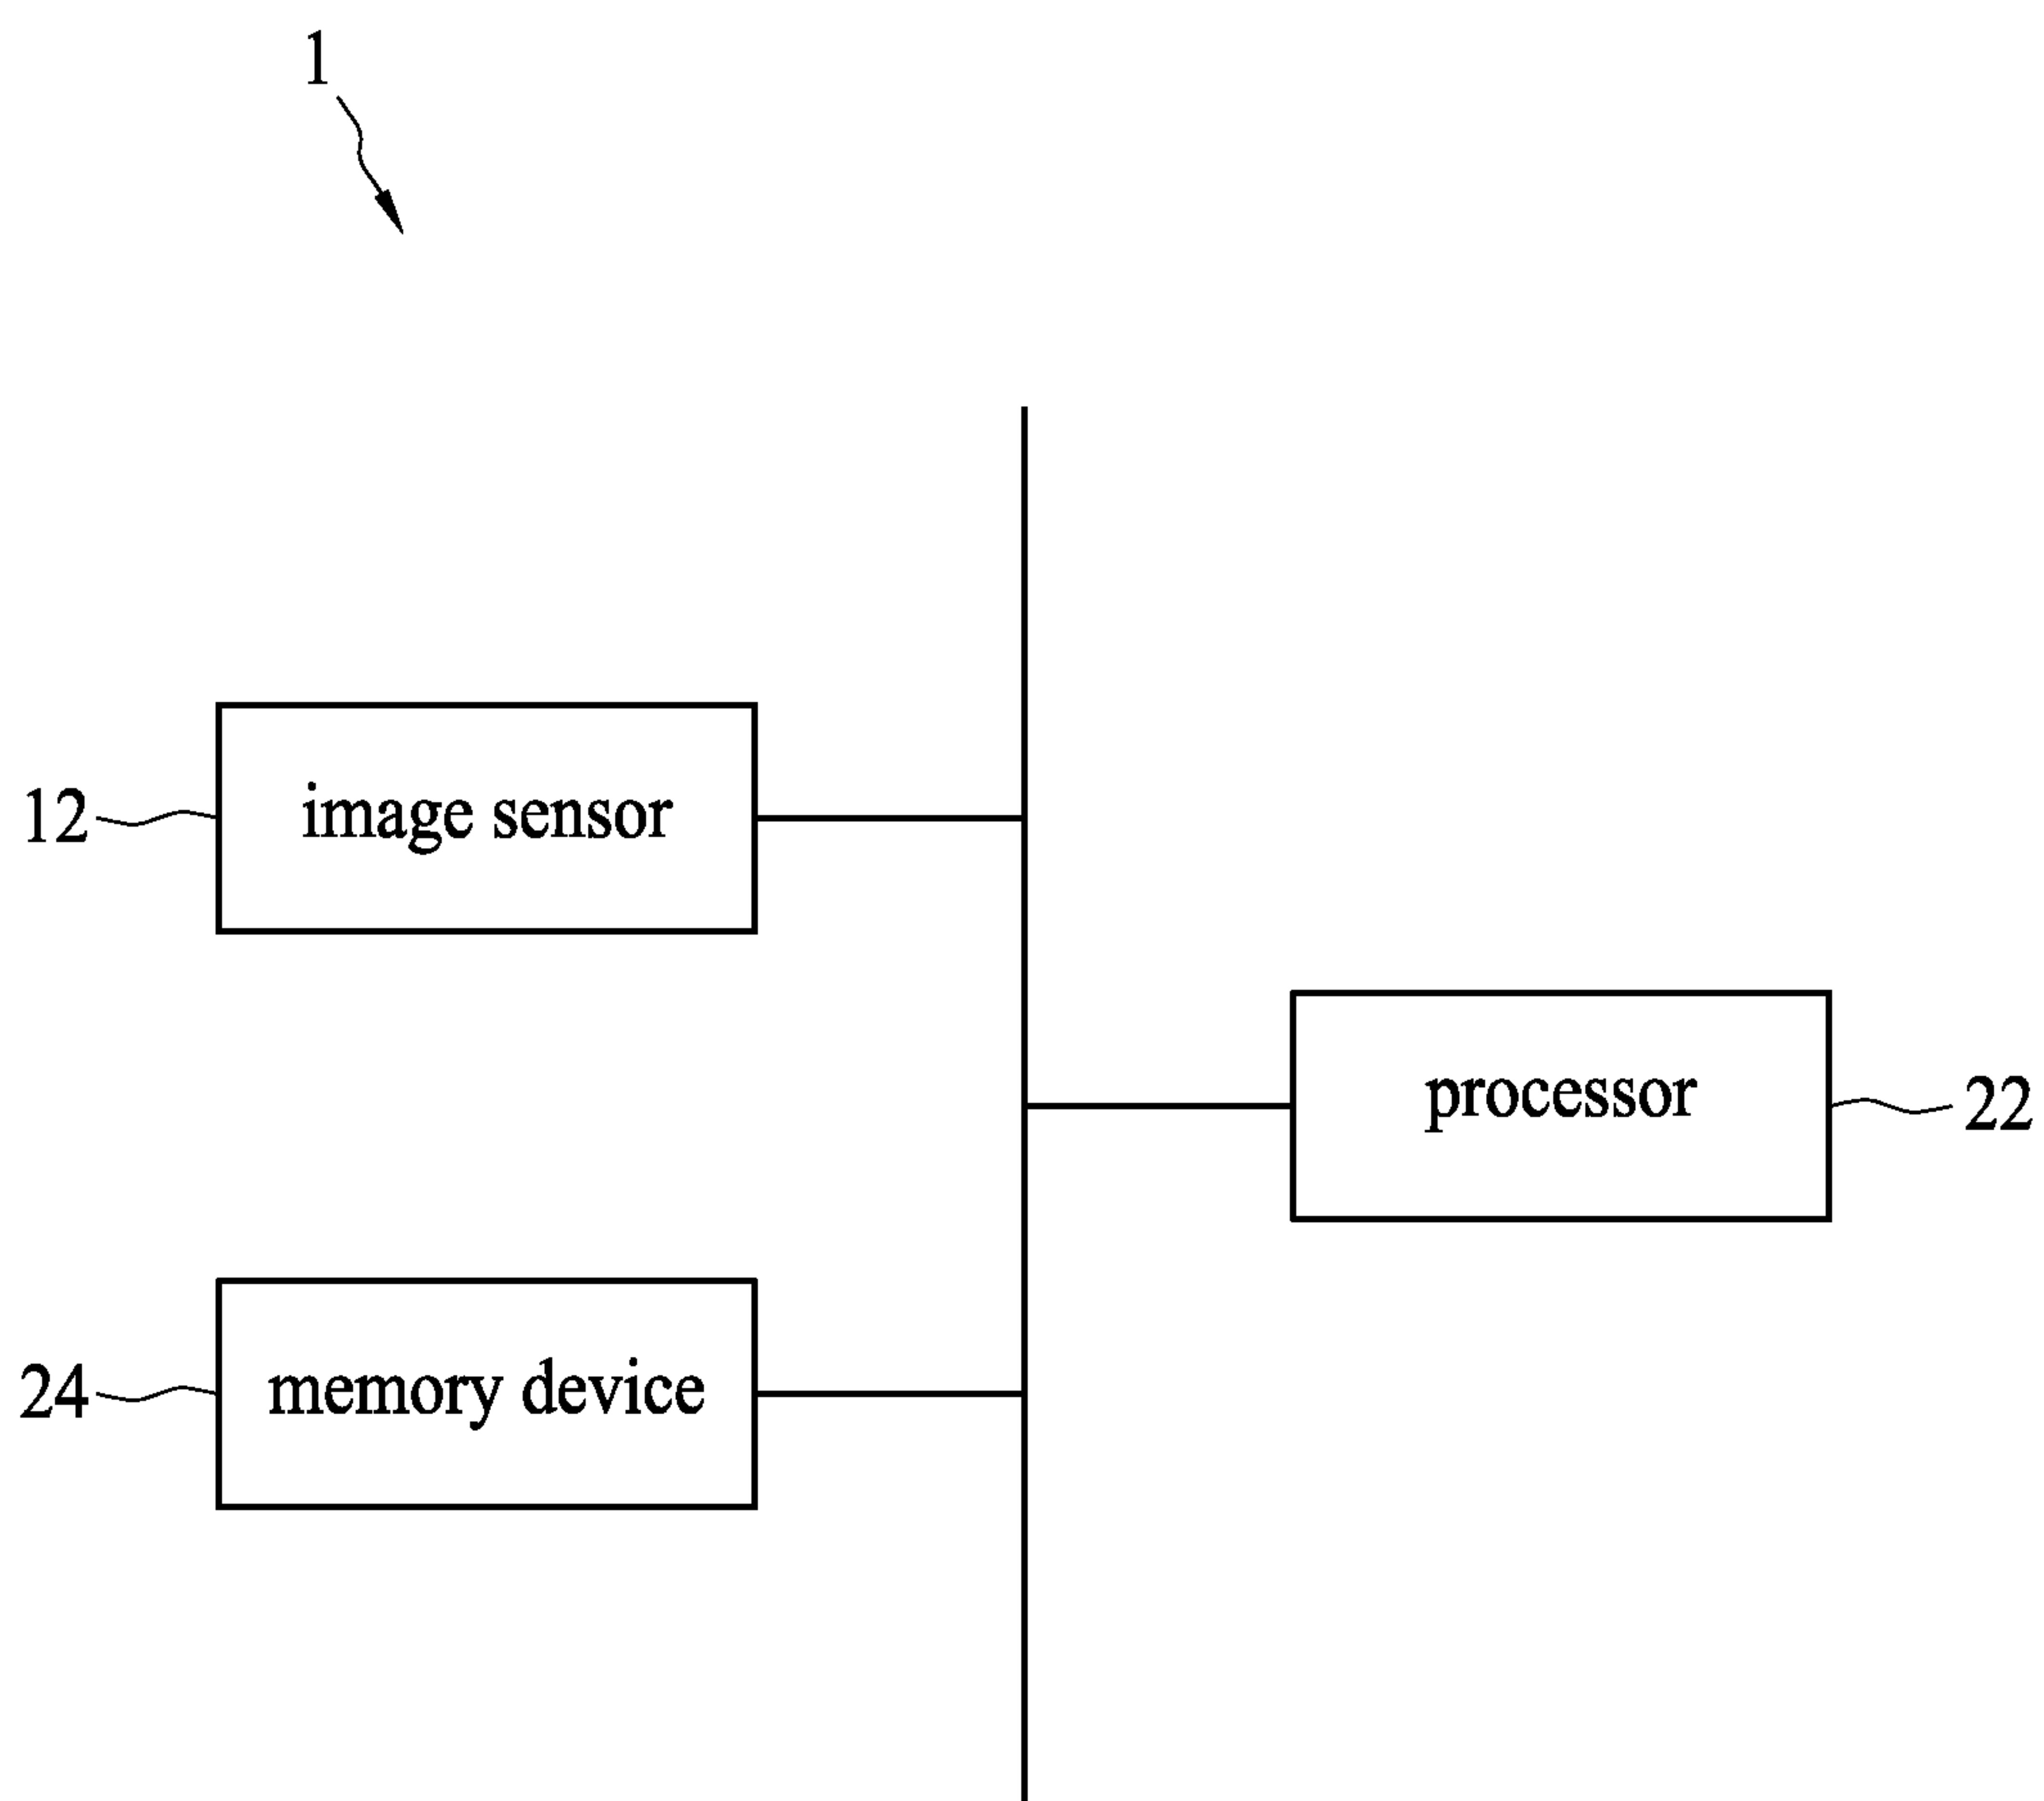 1
12
image sensor
processor
22
24
memory device